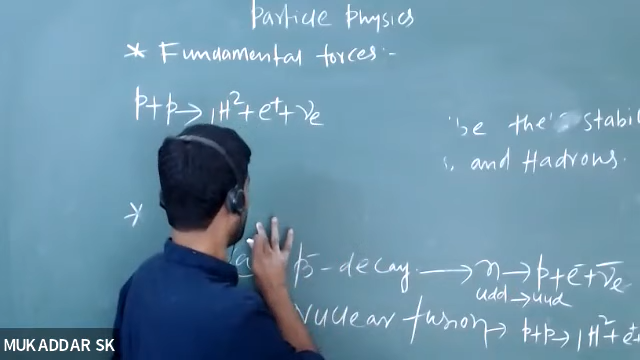 Particle Physics
* Fundamental forces:-
p+p→ ₁H²+e⁺+νe
be the stabil
s, and Hadrons.
*
β⁻-decay → n→p+e⁻+ν̄e
udd→uud
nuclear fusion→ p+p→₁H²+e⁺
MUKADDAR SK